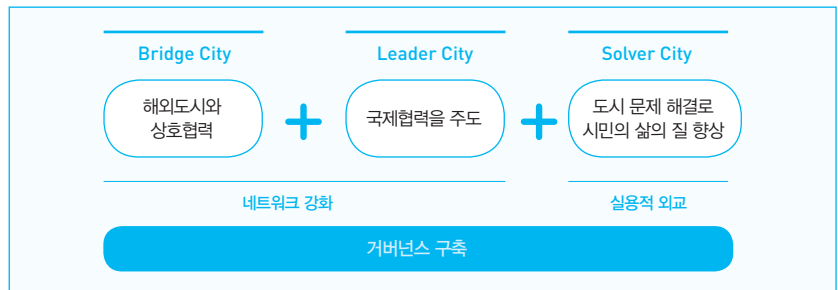 Bridge City
Leader City
Solver City
해외도시와
상호협력
국제협력을 주도
도시 문제 해결로
시민의 삶의 질 향상
네트워크 강화
실용적 외교
거버넌스 구축